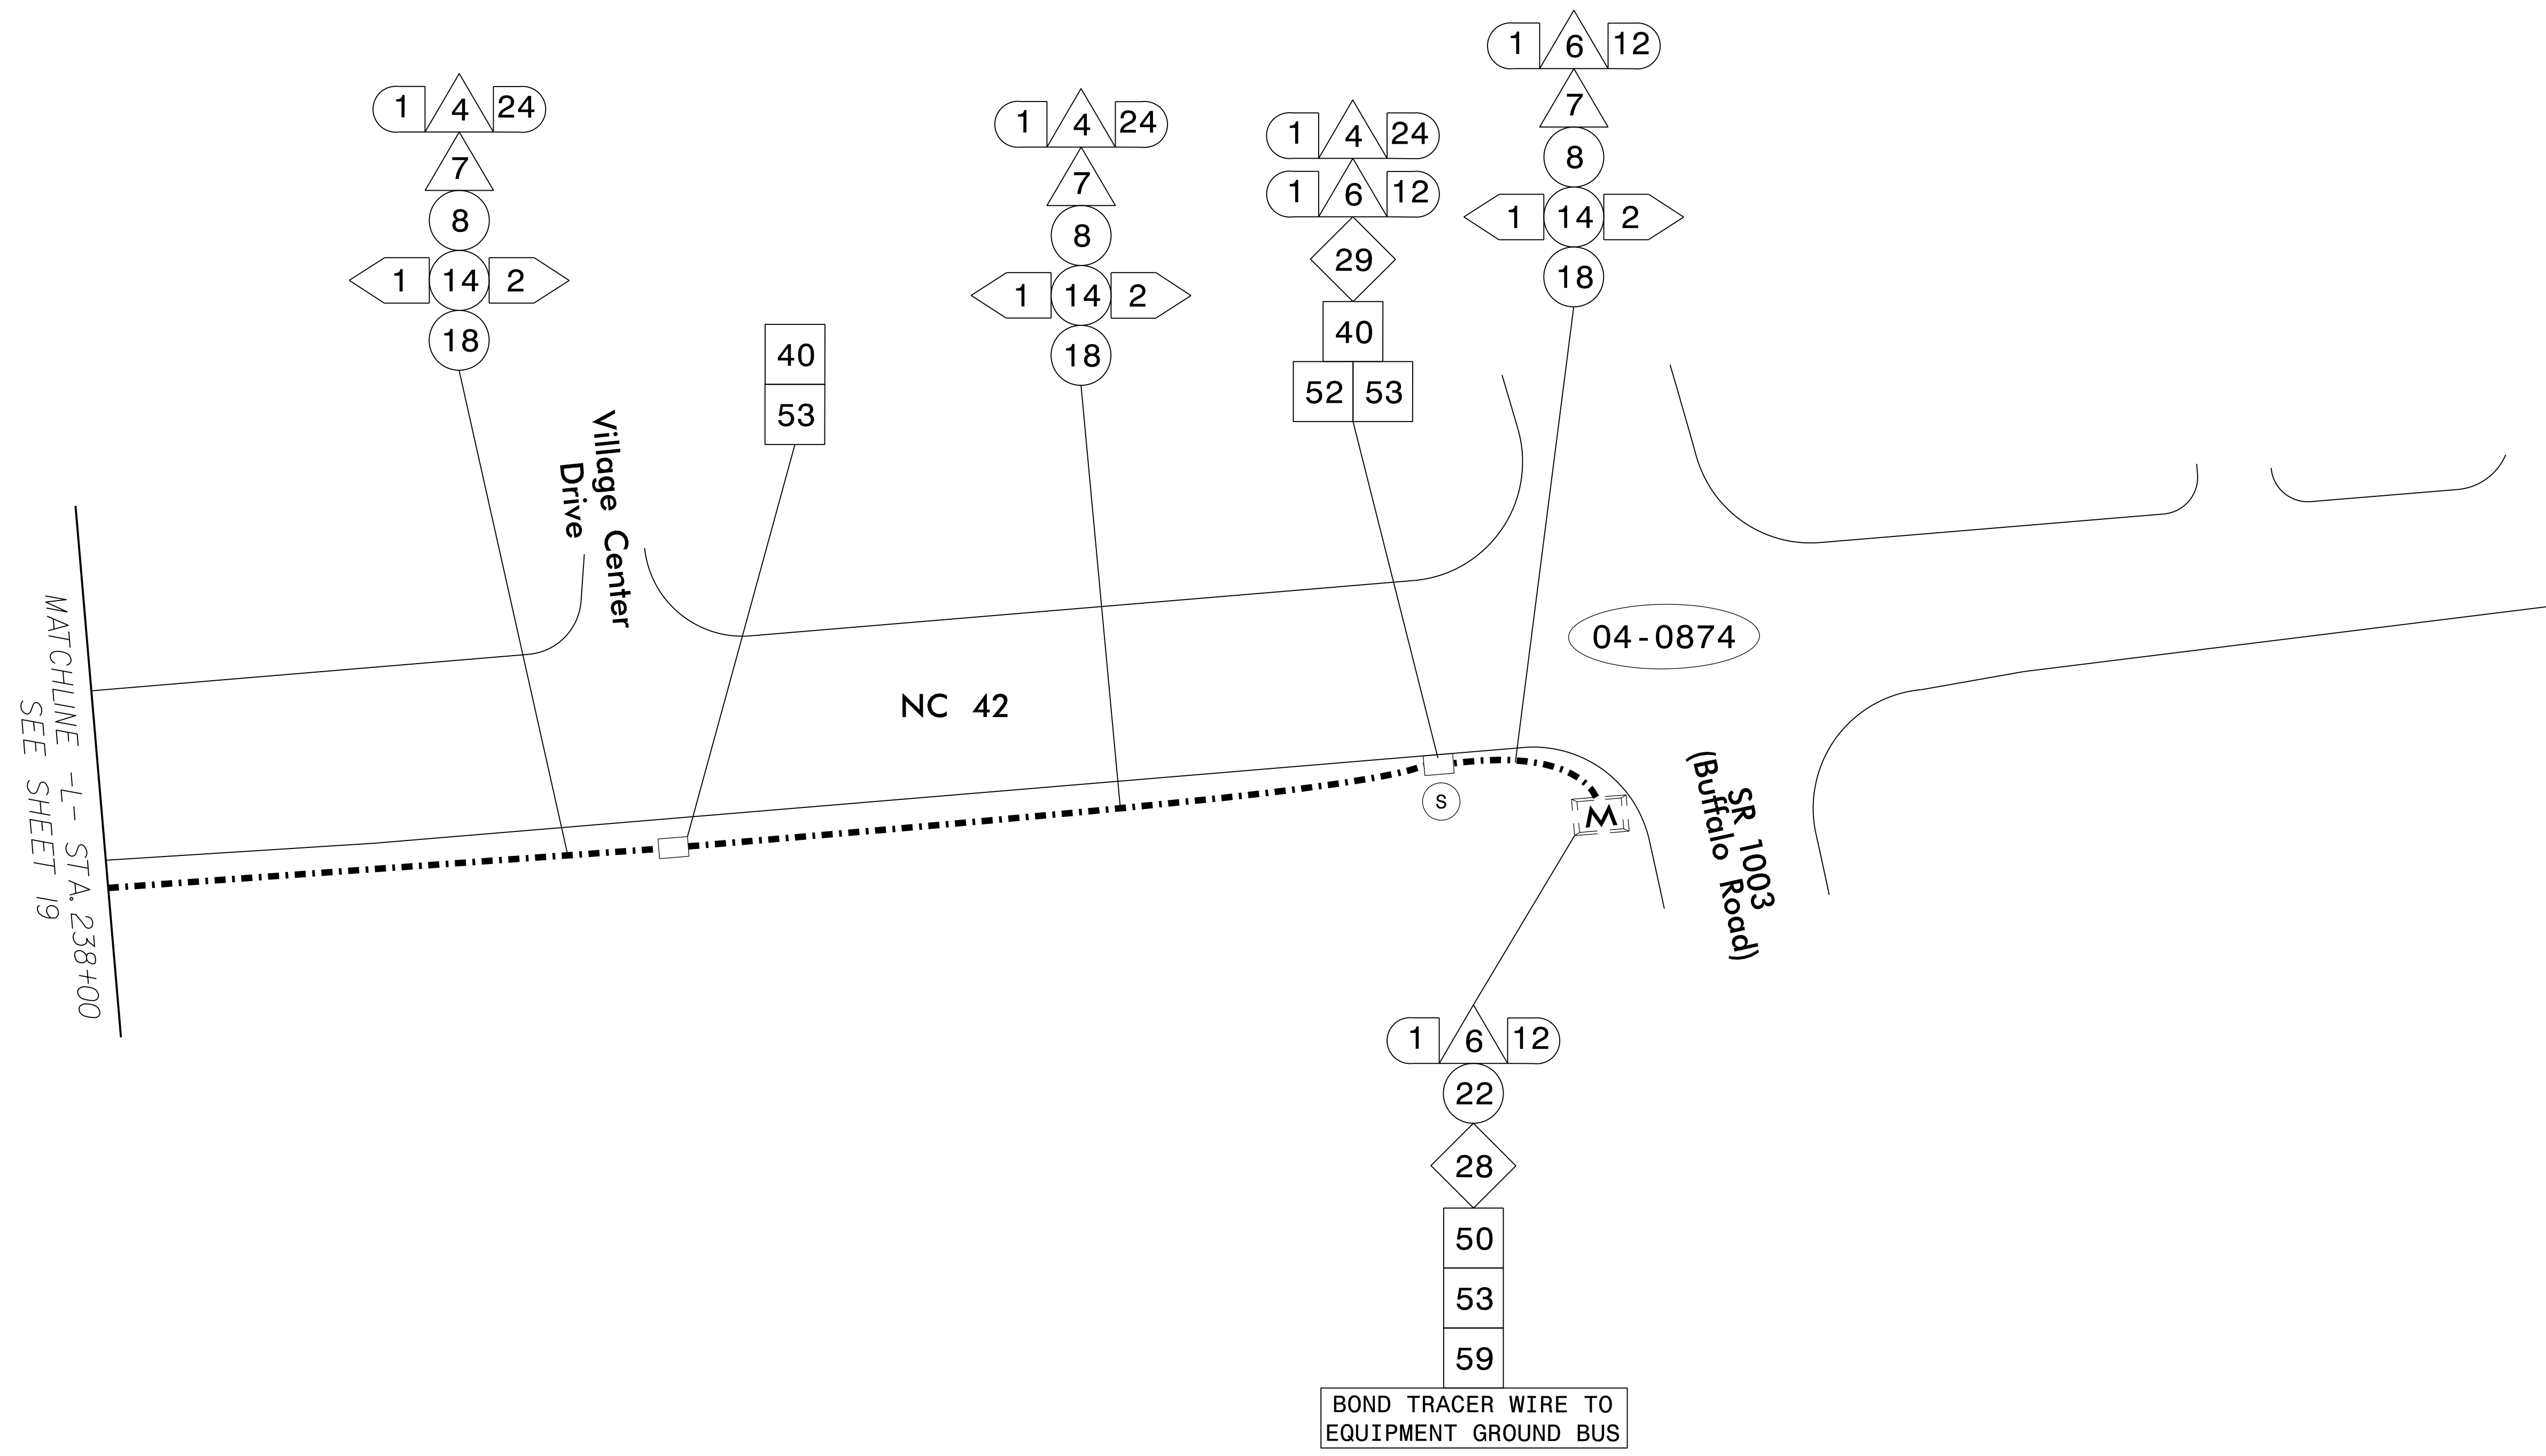 1 4 24
7
8
1 14 2
18
40
53
1 4 24
7
8
1 14 2
18
1 4 24
1 6 12
29
40
52 53
1 6 12
7
8
1 14 2
18
Village Center
Drive
NC 42
04-0874
S
M
SR 1003
(Buffalo Road)
MATCHLINE -L- STA. 238+00
SEE SHEET 19
1 6 12
22
28
50
53
59
BOND TRACER WIRE TO
EQUIPMENT GROUND BUS